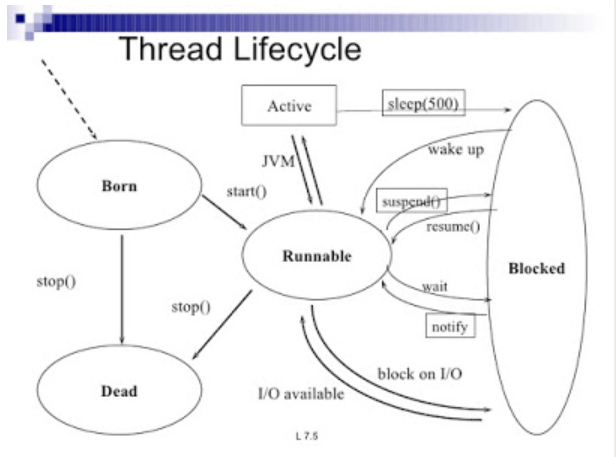 Thread Lifecycle
Active
sleep(500)
JVM
wake up
Born
start()
suspend()
resume()
Runnable
Blocked
stop()
wait
stop()
notify
block on I/O
Dead
I/O available
L 7.5